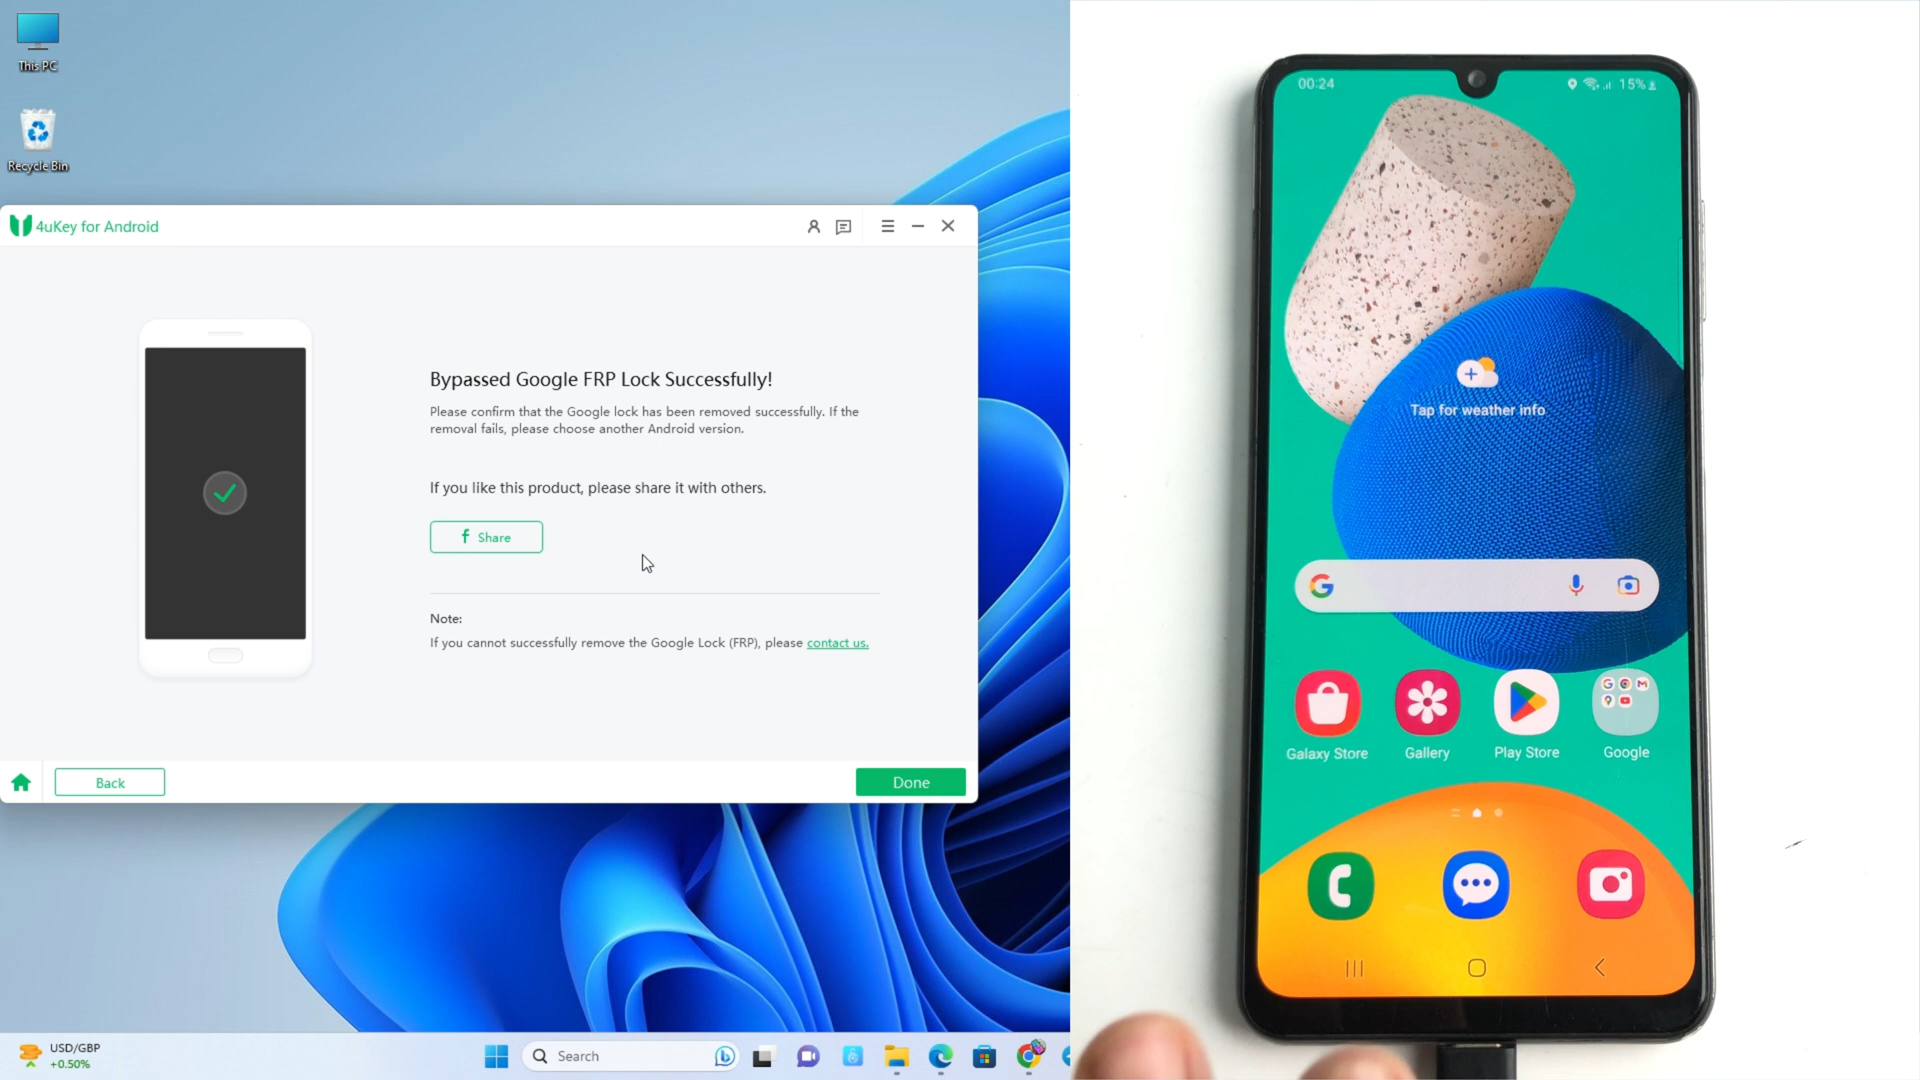 This PC
Recycle Bin
4uKey for Android
Bypassed Google FRP Lock Successfully!
Please confirm that the Google lock has been removed successfully. If the
removal fails, please choose another Android version.
If you like this product, please share it with others.
f Share
Note:
If you cannot successfully remove the Google Lock (FRP), please contact us.
Back
Done
USD/GBP
+0.50%
Search
00:24
15%
Tap for weather info
Galaxy Store
Gallery
Play Store
Google